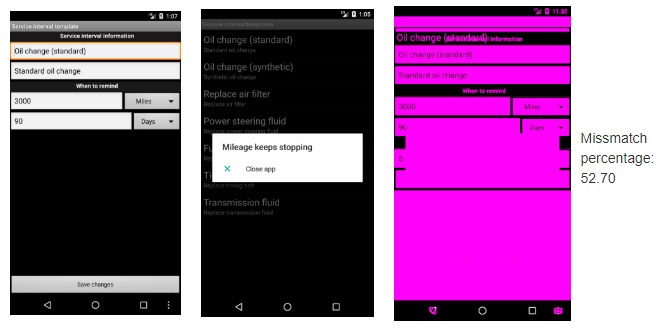 1:07
Service interval template
Service interval information
Oil change (standard)
Standard oil change
When to remind
3000 Miles
90 Days
Save changes
1:05
Service interval templates
Oil change (standard)
Standard oil change
Oil change (synthetic)
Synthetic oil change
Replace air filter
Replace air filter
Power steering fluid
Replace power steering fluid
Mileage keeps stopping
Close app
Replace timing belt
Transmission fluid
Replace transmission fluid
11:35
Oil change (standard)
Oil change (standard)
Standard oil change
When to remind
3000 Miles
90 Days
5
Missmatch
percentage:
52.70